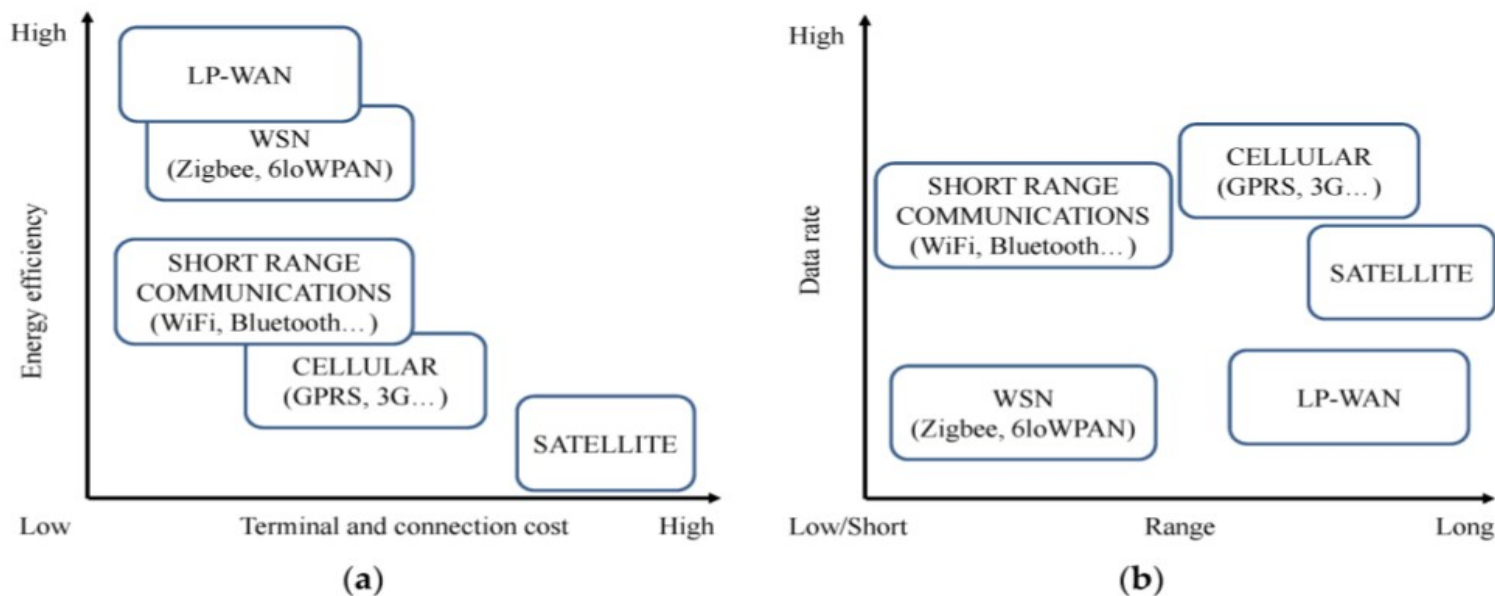 High
LP-WAN
WSN
(Zigbee, 6loWPAN)
SHORT RANGE
COMMUNICATIONS
(WiFi, Bluetooth…)
CELLULAR
(GPRS, 3G…)
SATELLITE
Energy efficiency
Low
Terminal and connection cost
High
(a)
High
CELLULAR
(GPRS, 3G…)
SHORT RANGE
COMMUNICATIONS
(WiFi, Bluetooth…)
SATELLITE
WSN
(Zigbee, 6loWPAN)
LP-WAN
Data rate
Low/Short
Range
Long
(b)